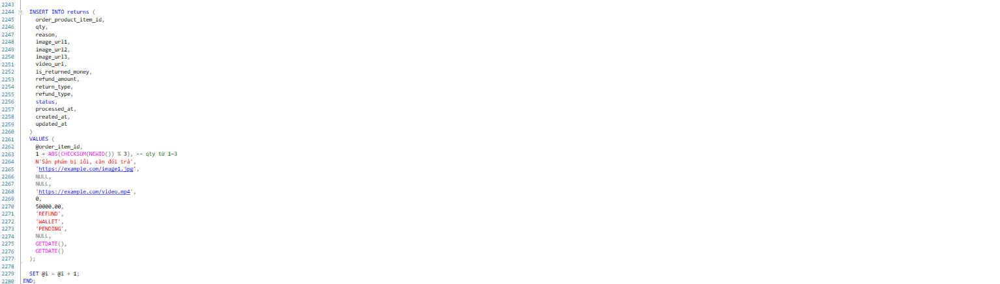 2243
2244 INSERT INTO returns (
2245 order_product_item_id,
2246 qty,
2247 reason,
2248 image_url1,
2249 image_url2,
2250 image_url3,
2251 video_url,
2252 is_returned_money,
2253 refund_amount,
2254 return_type,
2255 refund_type,
2256 status,
2257 processed_at,
2258 created_at,
2259 updated_at
2260 )
2261 VALUES (
2262 @order_item_id,
2263 1 + ABS(CHECKSUM(NEWID()) % 3), -- qty từ 1–3
2264 N'Sản phẩm bị lỗi, cần đổi trả',
2265 'https://example.com/image1.jpg',
2266 NULL,
2267 NULL,
2268 'https://example.com/video.mp4',
2269 0,
2270 50000.00,
2271 'REFUND',
2272 'WALLET',
2273 'PENDING',
2274 NULL,
2275 GETDATE(),
2276 GETDATE()
2277 );
2278
2279 SET @i = @i + 1;
2280 END;